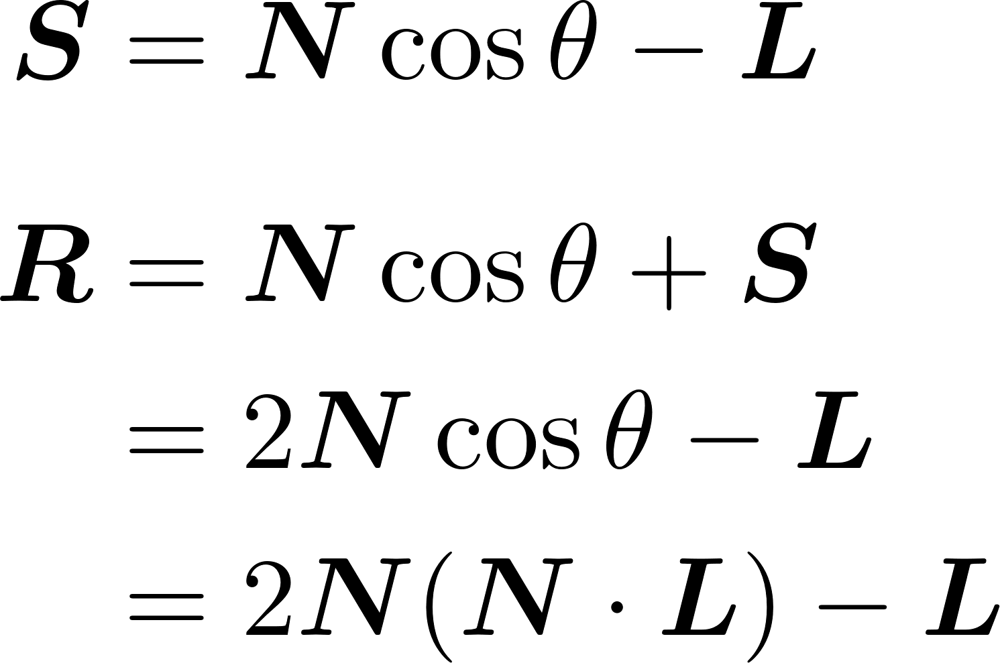 S = N cos θ − L
R = N cos θ + S
= 2N cos θ − L
= 2N(N · L) − L